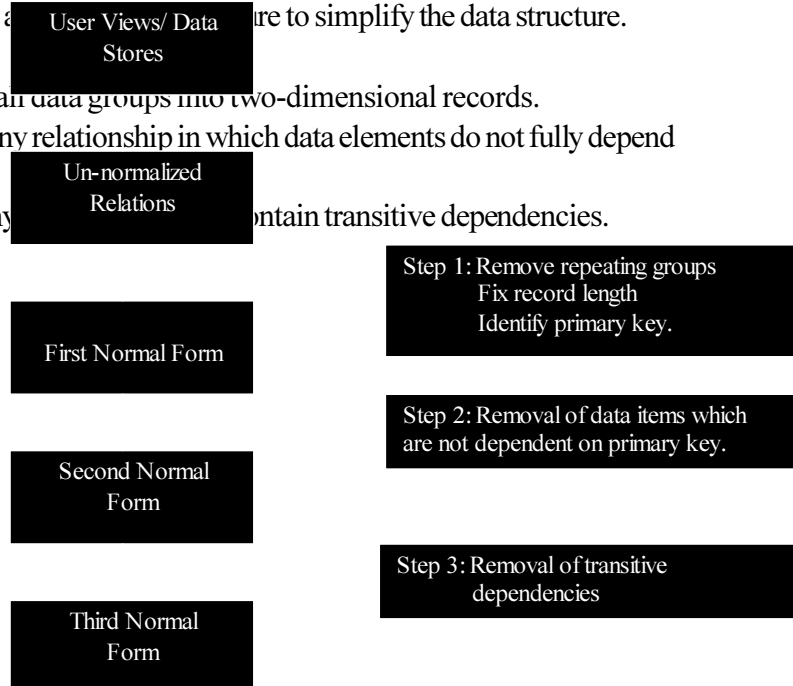 User Views/ Data
Stores
re to simplify the data structure.
all data groups into two-dimensional records.
ny relationship in which data elements do not fully depend
Un-normalized
Relations
ontain transitive dependencies.
Step 1: Remove repeating groups
Fix record length
Identify primary key.
First Normal Form
Step 2: Removal of data items which
are not dependent on primary key.
Second Normal
Form
Step 3: Removal of transitive
dependencies
Third Normal
Form